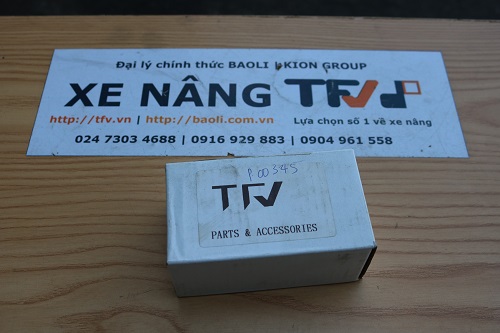 Đại lý chính thức BAOLI - KION GROUP
XE NÂNG TFV
http://tfv.vn | http://baoli.com.vn
Lựa chọn số 1 về xe nâng
024 7303 4688 | 0916 929 883 | 0904 961 558
P00345
TFV
PARTS & ACCESSORIES